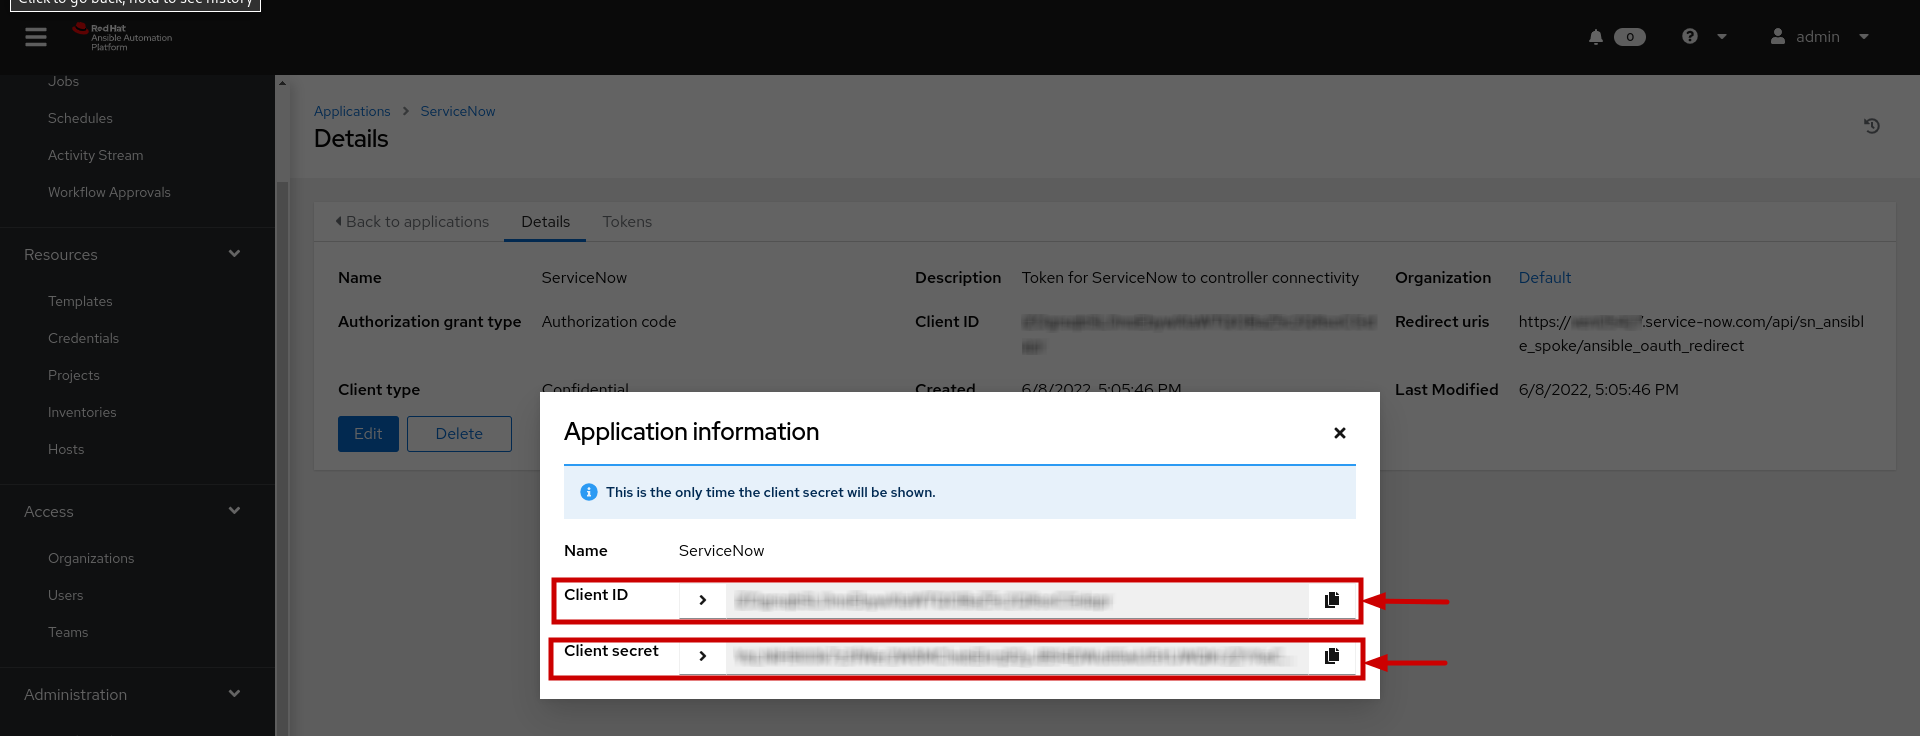 Click to go back, hold to see history
Red Hat
Ansible Automation
Platform
0
admin
Jobs
Schedules
Activity Stream
Workflow Approvals
Resources
Templates
Credentials
Projects
Inventories
Hosts
Access
Organizations
Users
Teams
Administration
Applications > ServiceNow
Details
Back to applications Details Tokens
Name ServiceNow Description Token for ServiceNow to controller connectivity Organization Default
Authorization grant type Authorization code Client ID Redirect uris https:// .service-now.com/api/sn_ansibl
e_spoke/ansible_oauth_redirect
Client type Confidential Created 6/8/2022, 5:05:46 PM Last Modified 6/8/2022, 5:05:46 PM
Edit Delete
Application information
This is the only time the client secret will be shown.
Name ServiceNow
Client ID
Client secret